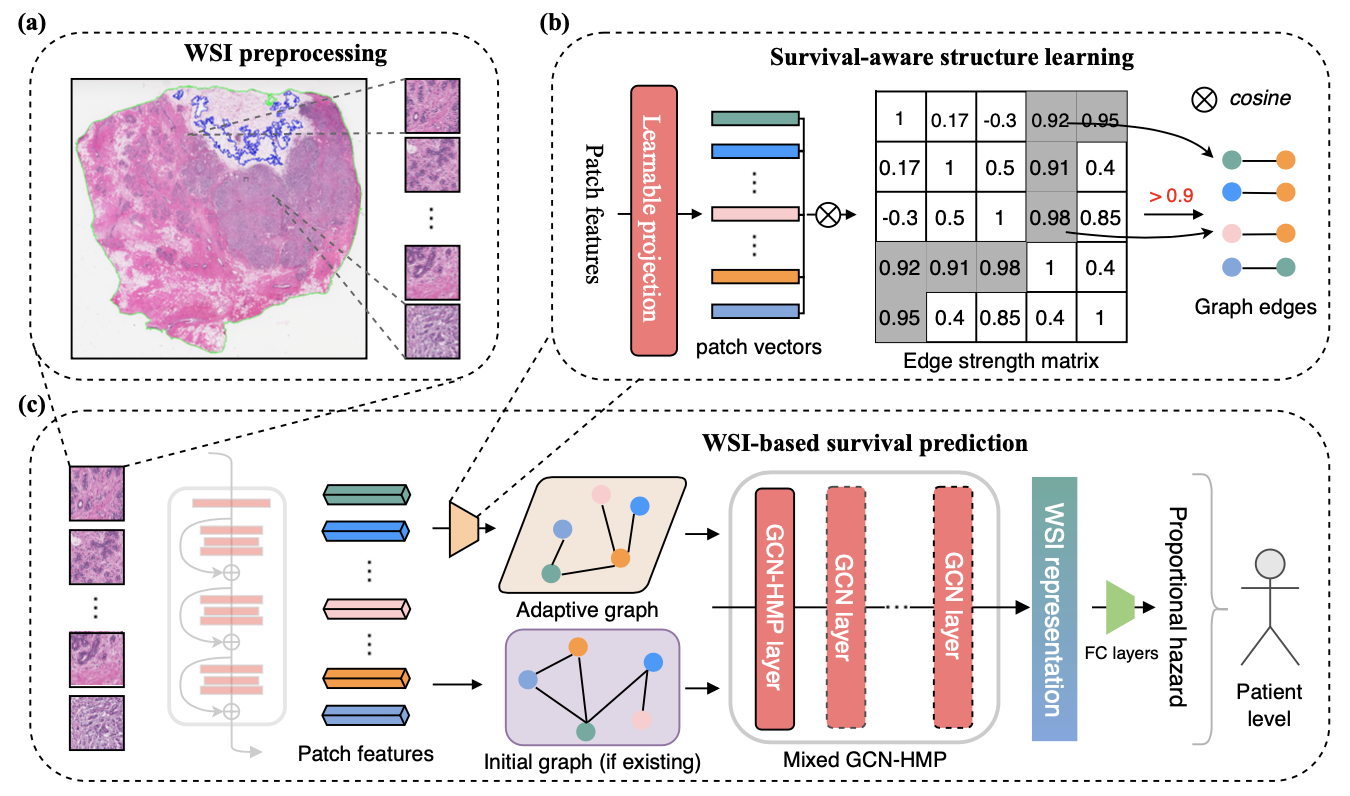 (a)
WSI preprocessing
(b)
Survival-aware structure learning
Patch features
Learnable projection
patch vectors
1 0.17 -0.3 0.92 0.95
0.17 1 0.5 0.91 0.4
-0.3 0.5 1 0.98 0.85
0.92 0.91 0.98 1 0.4
0.95 0.4 0.85 0.4 1
Edge strength matrix
cosine
> 0.9
Graph edges
(c)
WSI-based survival prediction
Patch features
Adaptive graph
Initial graph (if existing)
GCN-HMP layer
GCN layer
GCN layer
Mixed GCN-HMP
WSI representation
FC layers
Proportional hazard
Patient
level